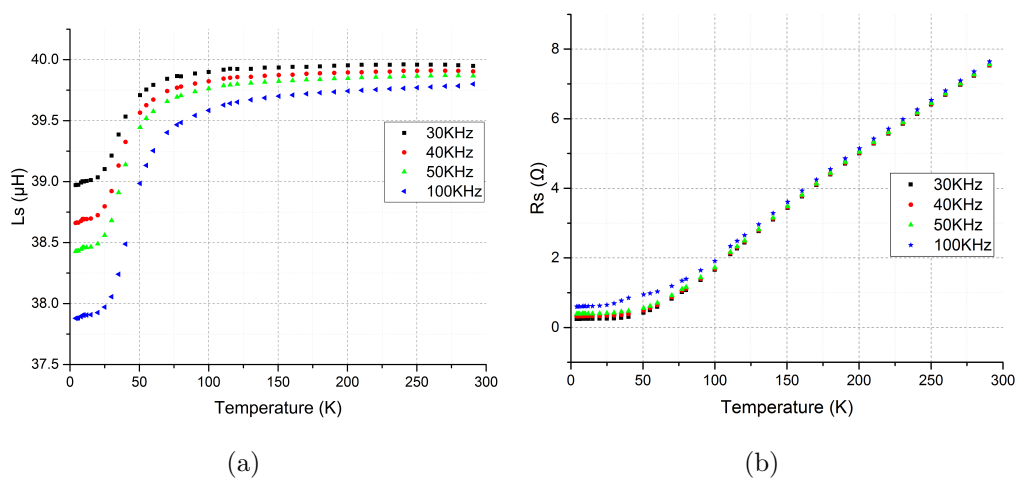 40.0
39.5
39.0
38.5
38.0
37.5
Ls (μH)
30KHz
40KHz
50KHz
100KHz
0 50 100 150 200 250 300
Temperature (K)
(a)
8
6
4
2
0
Rs (Ω)
30KHz
40KHz
50KHz
100KHz
0 50 100 150 200 250 300
Temperature (K)
(b)